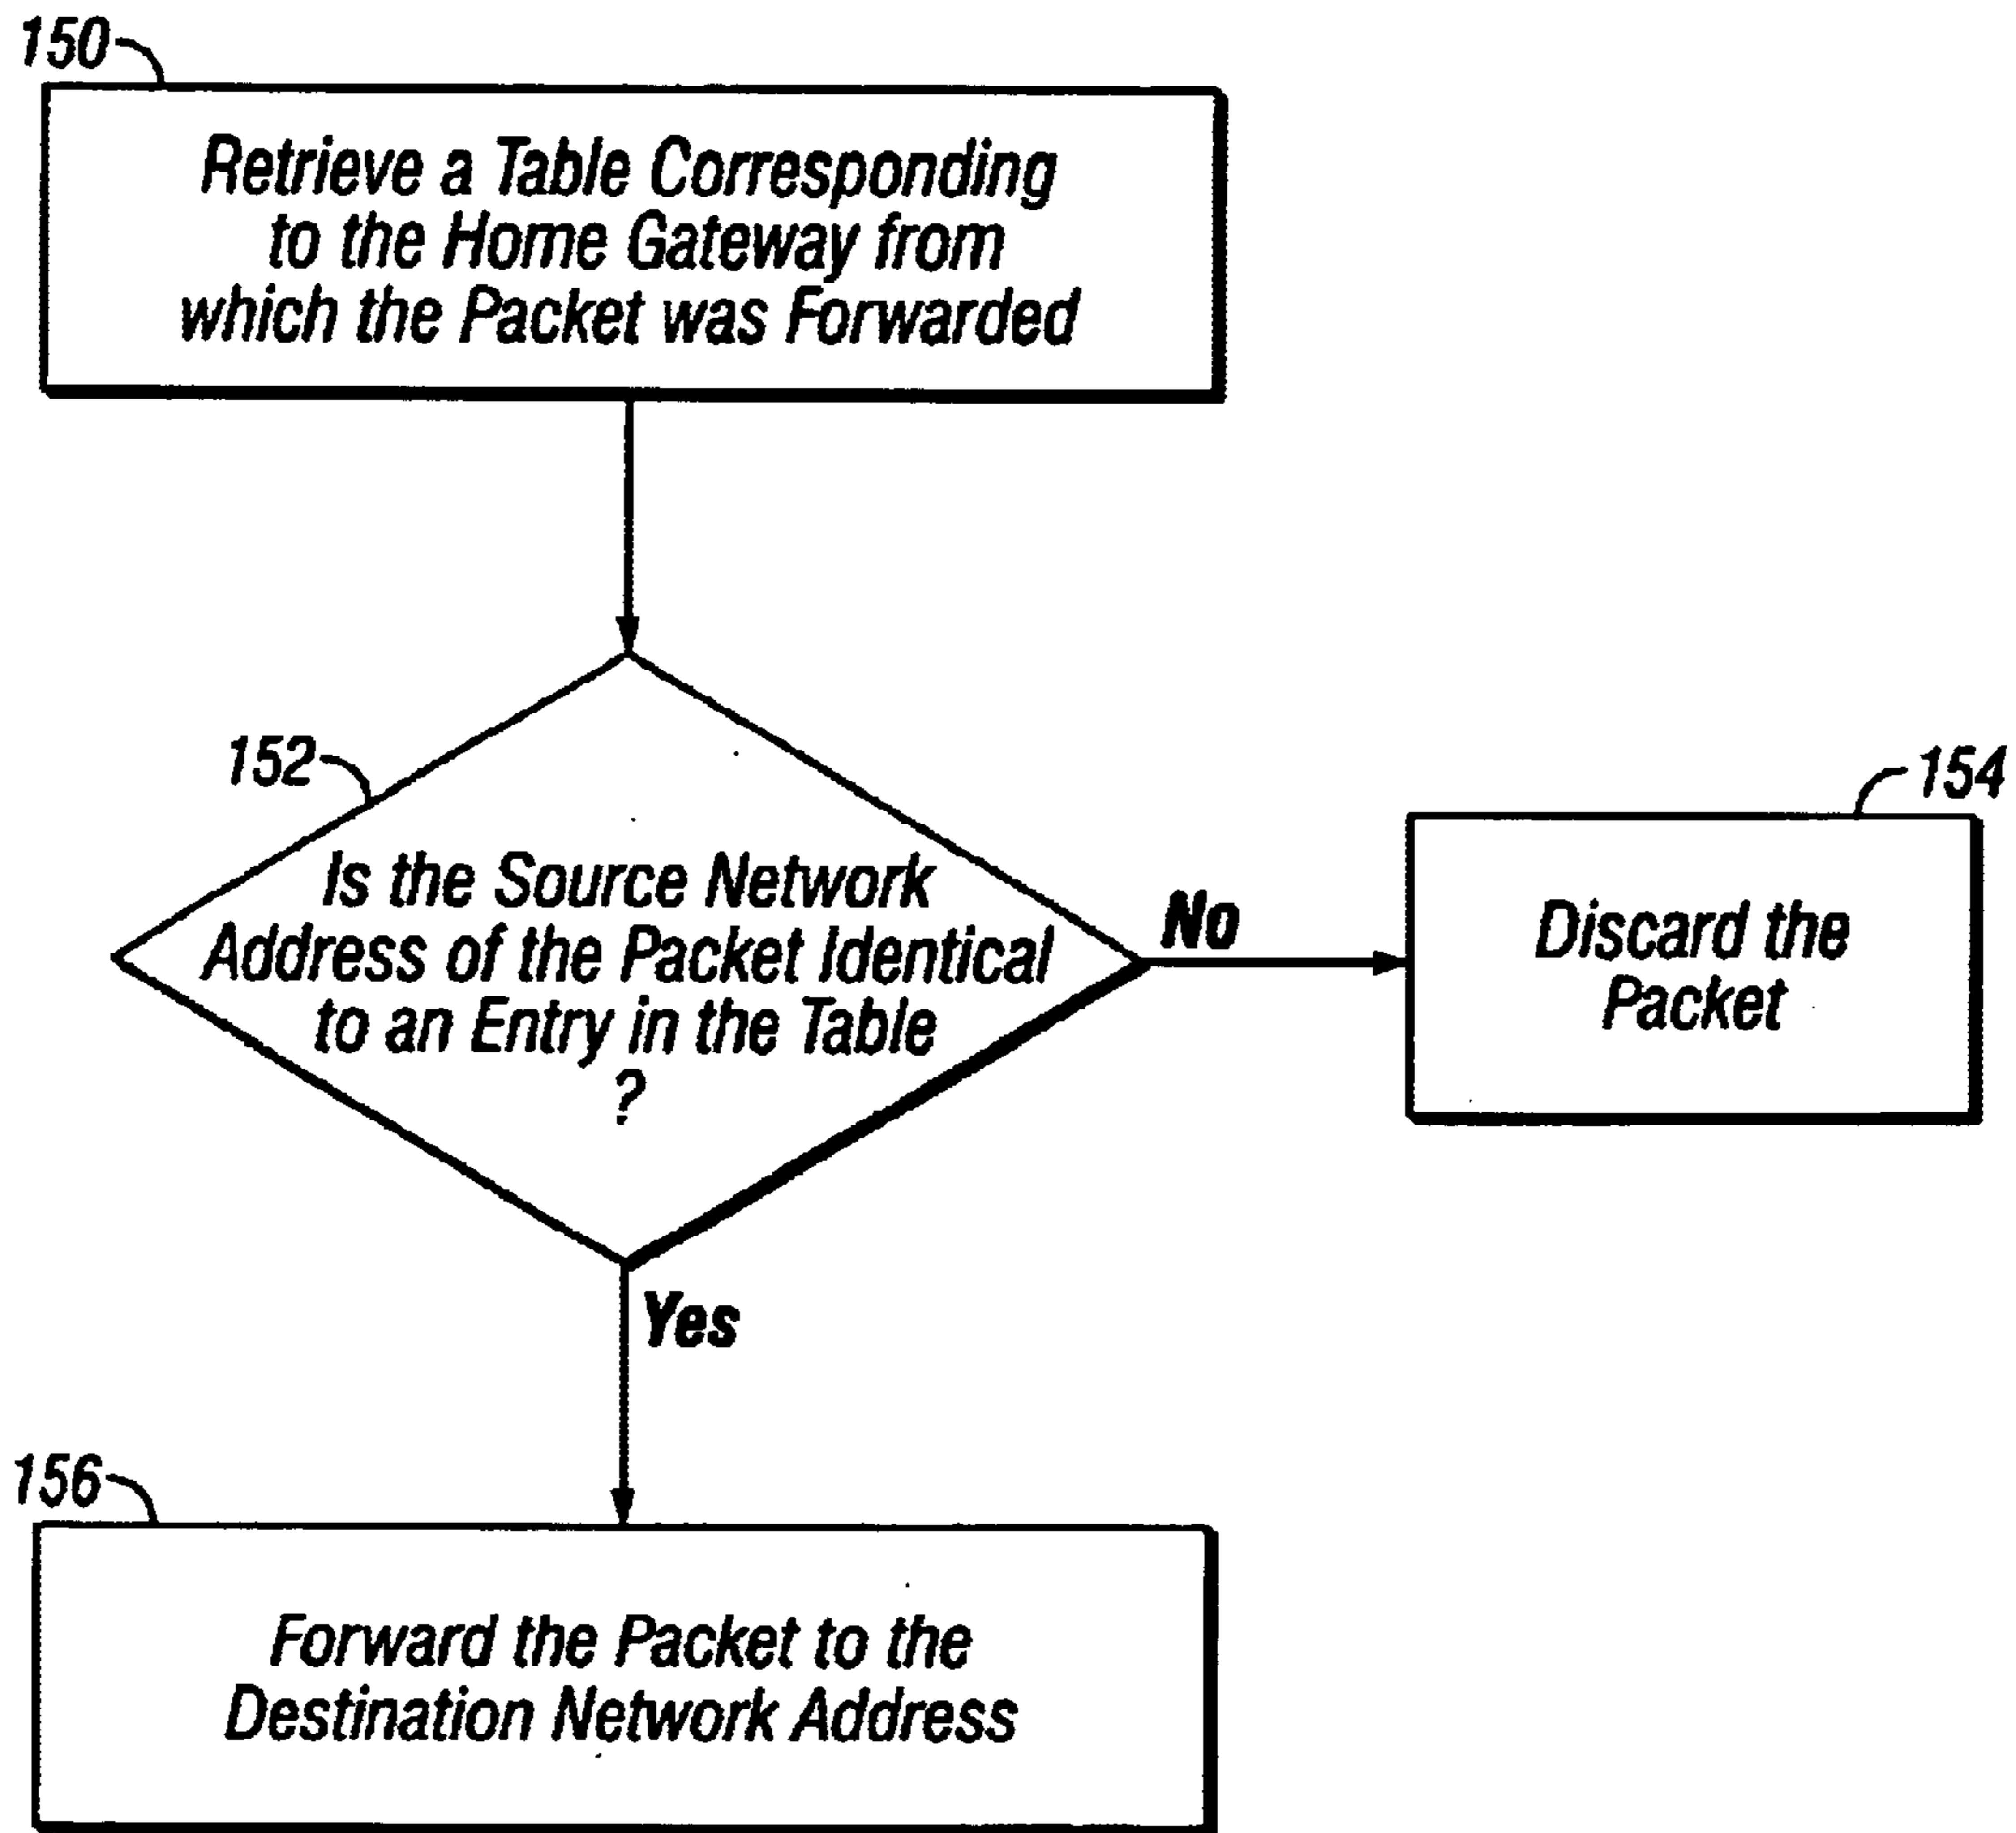 150
Retrieve a Table Corresponding
to the Home Gateway from
which the Packet was Forwarded
152
Is the Source Network
Address of the Packet Identical
to an Entry in the Table
?
No
154
Discard the
Packet
Yes
156
Forward the Packet to the
Destination Network Address